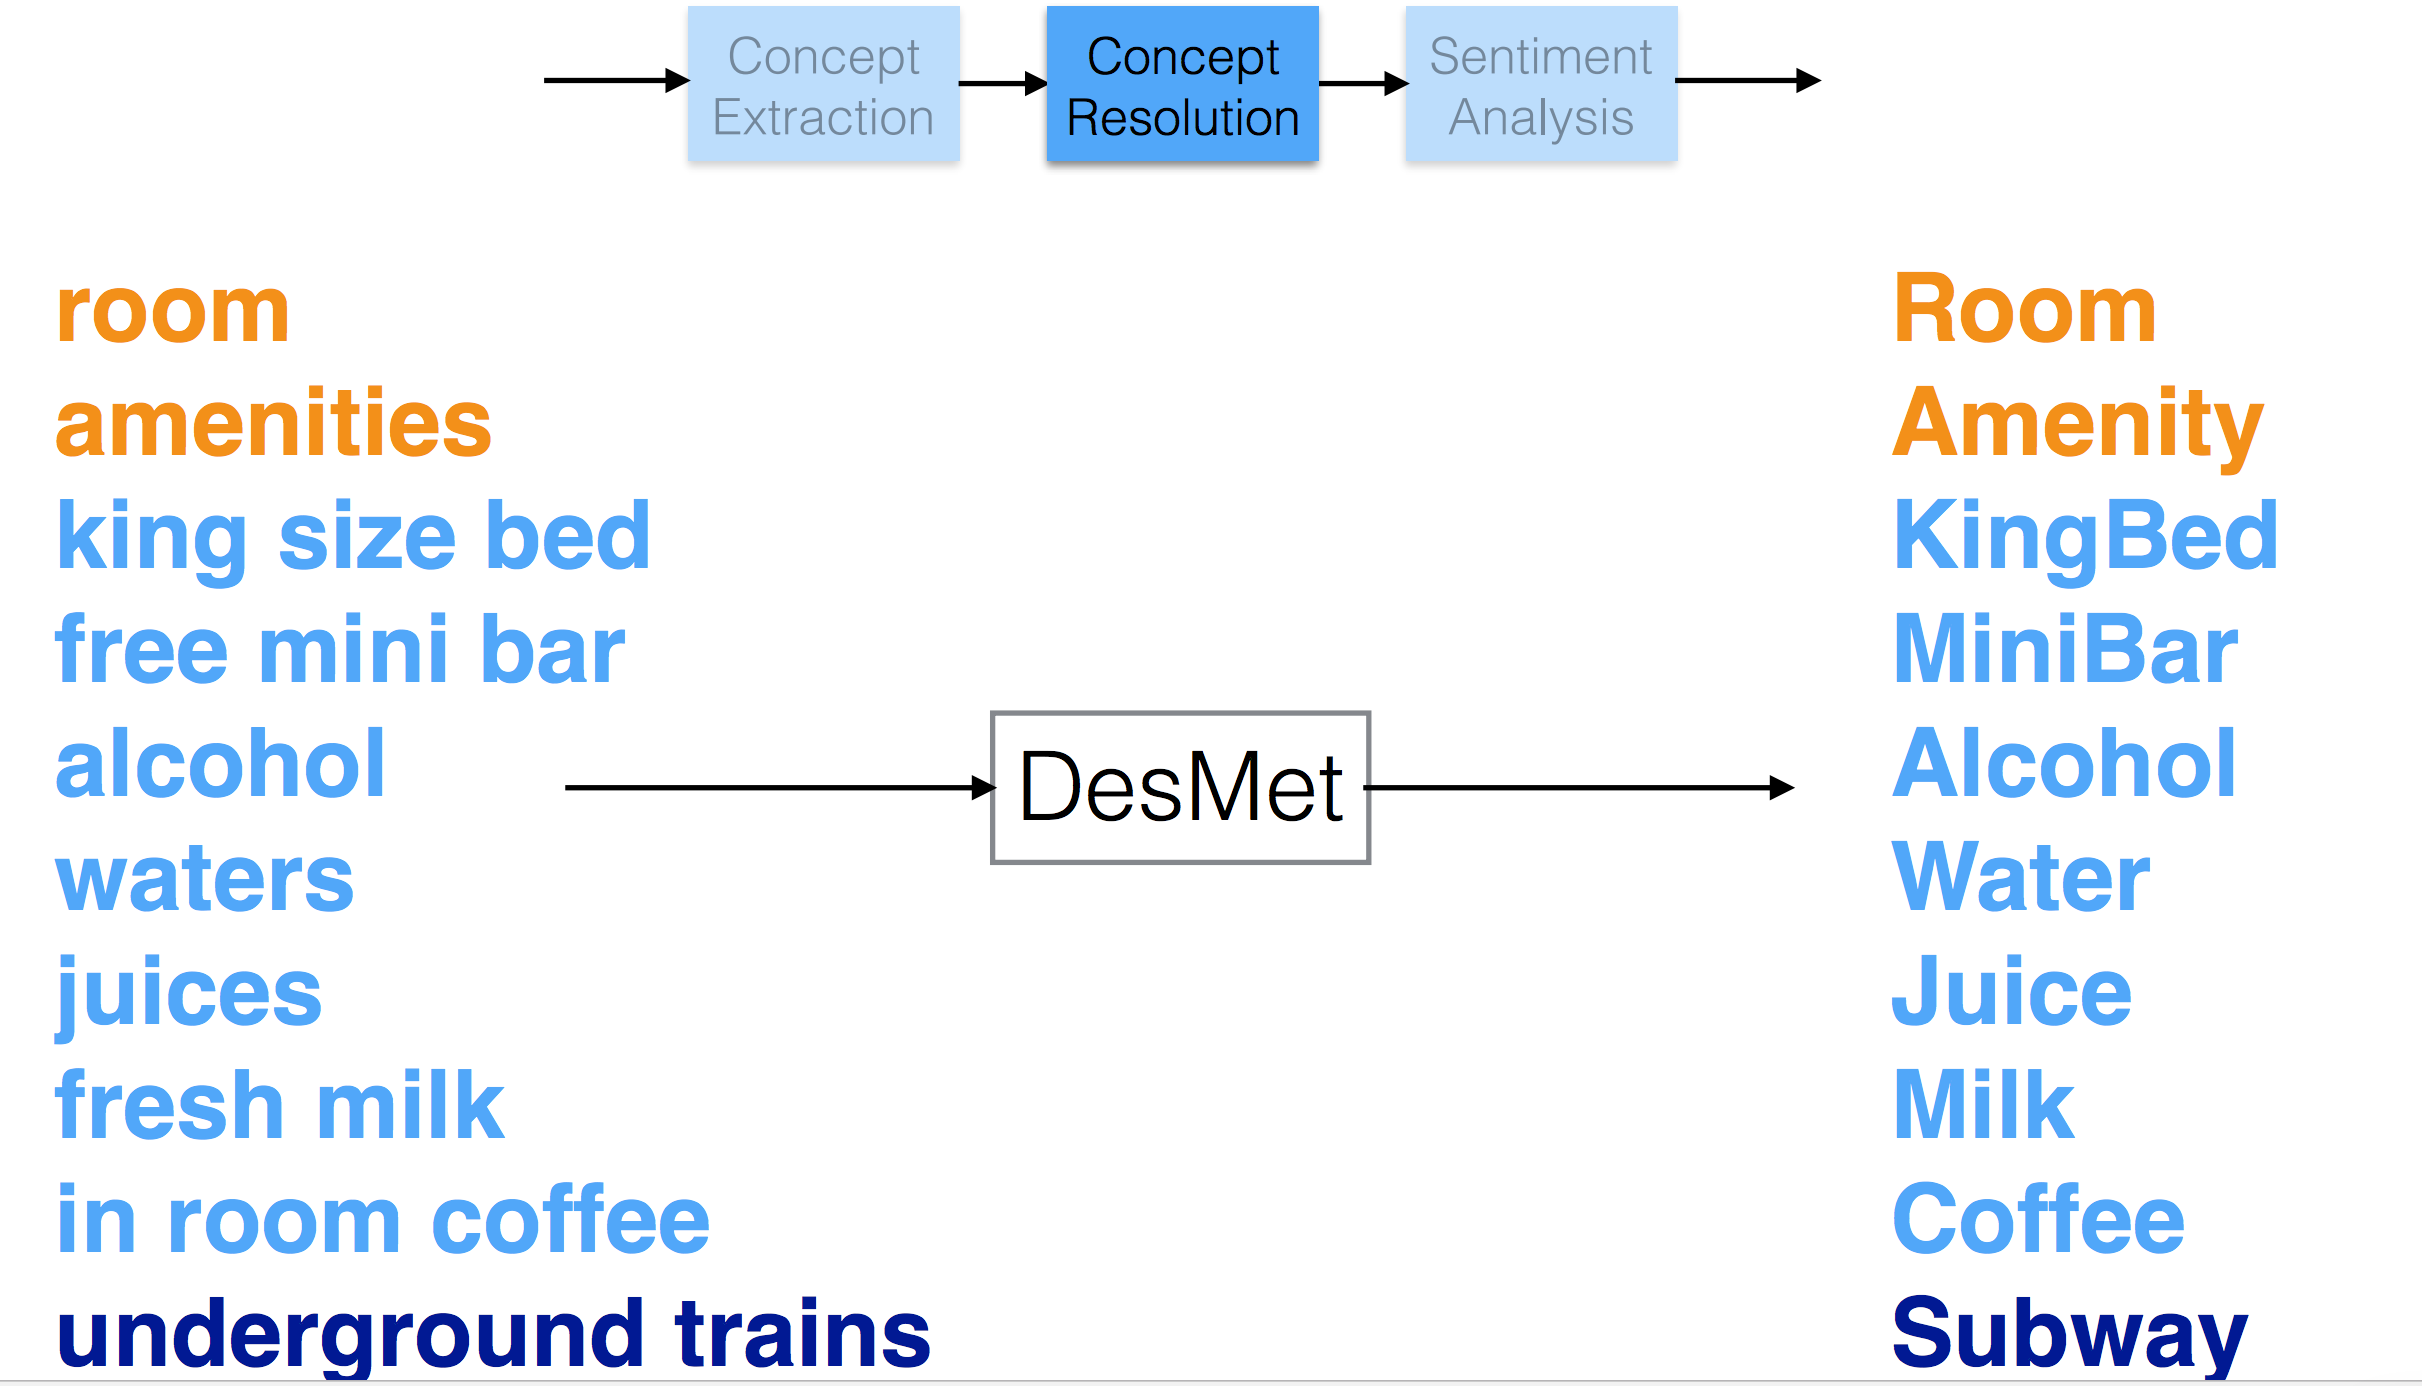 Concept
Extraction
Concept
Resolution
Sentiment
Analysis
room
amenities
king size bed
free mini bar
alcohol
waters
juices
fresh milk
in room coffee
underground trains
DesMet
Room
Amenity
KingBed
MiniBar
Alcohol
Water
Juice
Milk
Coffee
Subway